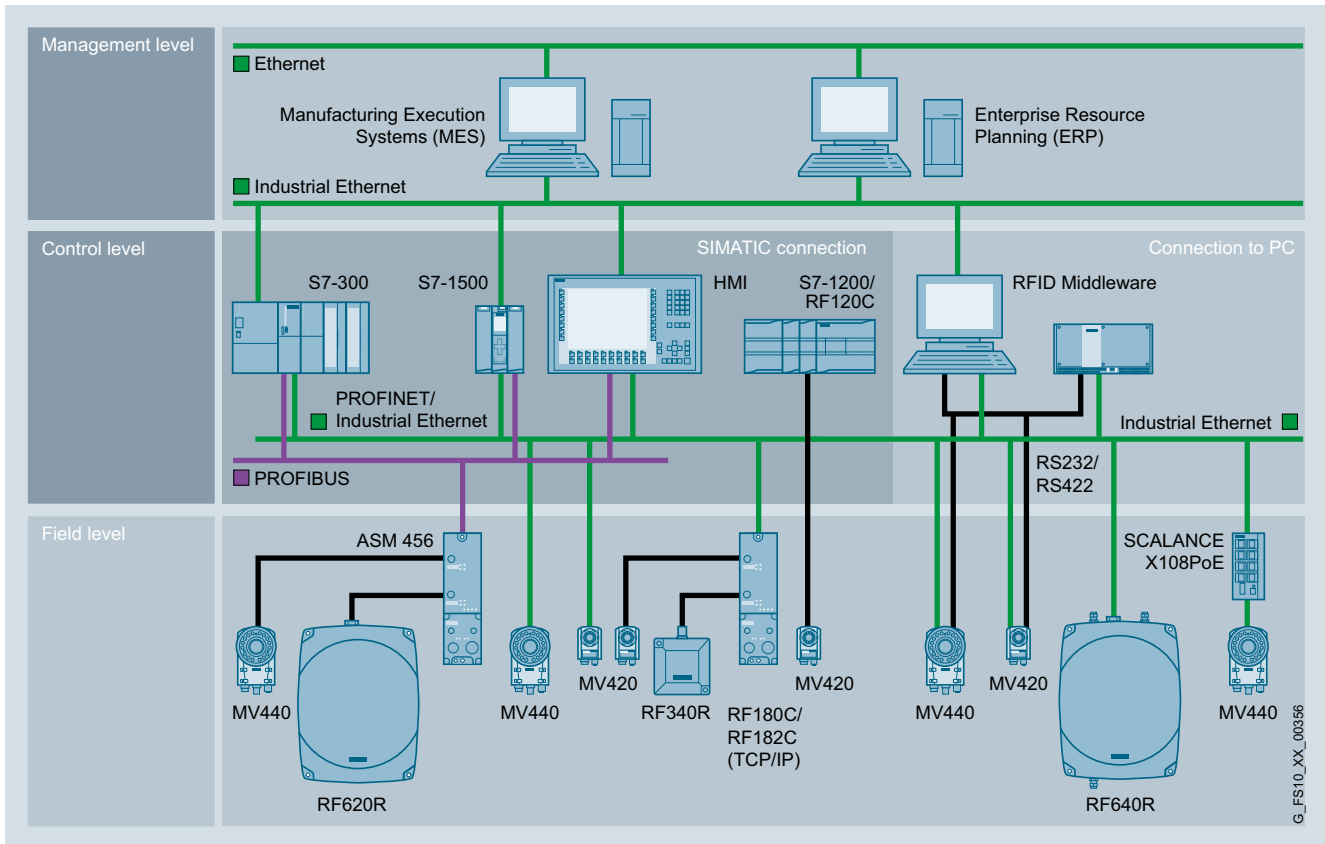 Management level
Ethernet
Manufacturing Execution
Systems (MES)
Enterprise Resource
Planning (ERP)
Industrial Ethernet
Control level
SIMATIC connection
Connection to PC
S7-300
S7-1500
HMI
S7-1200/
RF120C
RFID Middleware
PROFINET/
Industrial Ethernet
Industrial Ethernet
PROFIBUS
RS232/
RS422
Field level
ASM 456
SCALANCE
X108PoE
MV440
RF620R
MV440
MV420
RF340R
RF180C/
RF182C
(TCP/IP)
MV420
MV440
MV420
RF640R
MV440
G_FS10_XX_00356